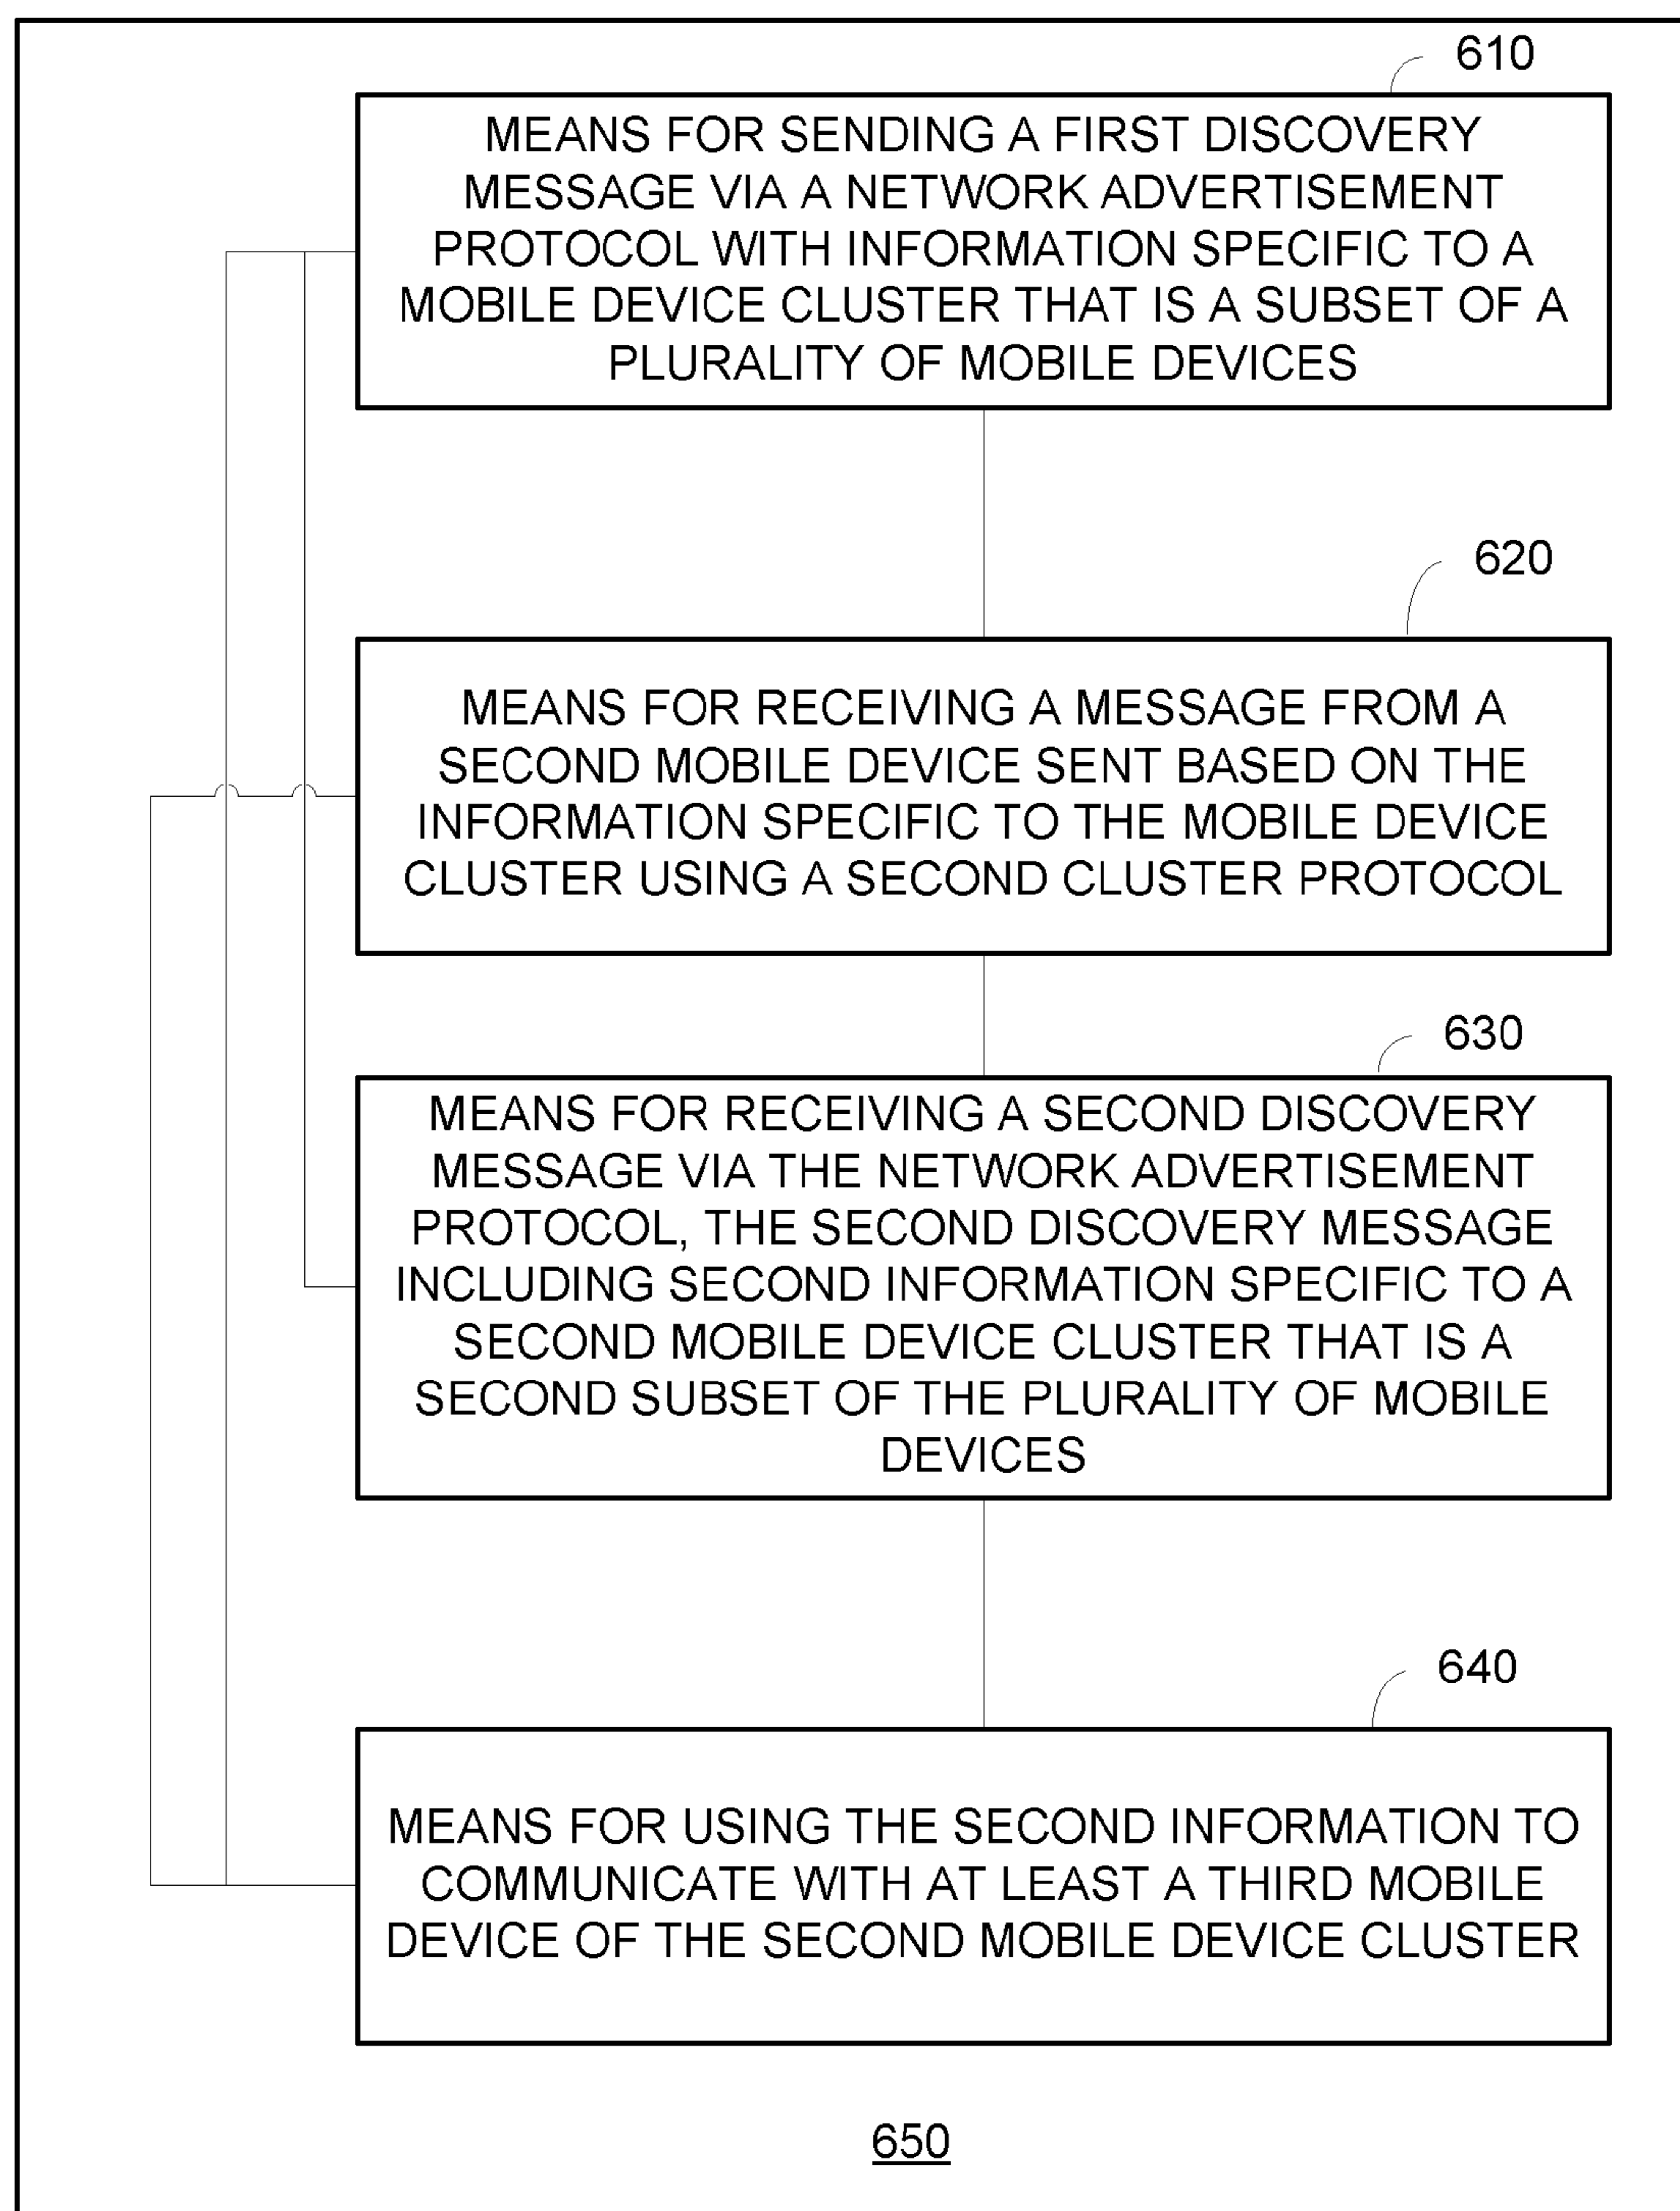 610
MEANS FOR SENDING A FIRST DISCOVERY
MESSAGE VIA A NETWORK ADVERTISEMENT
PROTOCOL WITH INFORMATION SPECIFIC TO A
MOBILE DEVICE CLUSTER THAT IS A SUBSET OF A
PLURALITY OF MOBILE DEVICES
620
MEANS FOR RECEIVING A MESSAGE FROM A
SECOND MOBILE DEVICE SENT BASED ON THE
INFORMATION SPECIFIC TO THE MOBILE DEVICE
CLUSTER USING A SECOND CLUSTER PROTOCOL
630
MEANS FOR RECEIVING A SECOND DISCOVERY
MESSAGE VIA THE NETWORK ADVERTISEMENT
PROTOCOL, THE SECOND DISCOVERY MESSAGE
INCLUDING SECOND INFORMATION SPECIFIC TO A
SECOND MOBILE DEVICE CLUSTER THAT IS A
SECOND SUBSET OF THE PLURALITY OF MOBILE
DEVICES
640
MEANS FOR USING THE SECOND INFORMATION TO
COMMUNICATE WITH AT LEAST A THIRD MOBILE
DEVICE OF THE SECOND MOBILE DEVICE CLUSTER
650